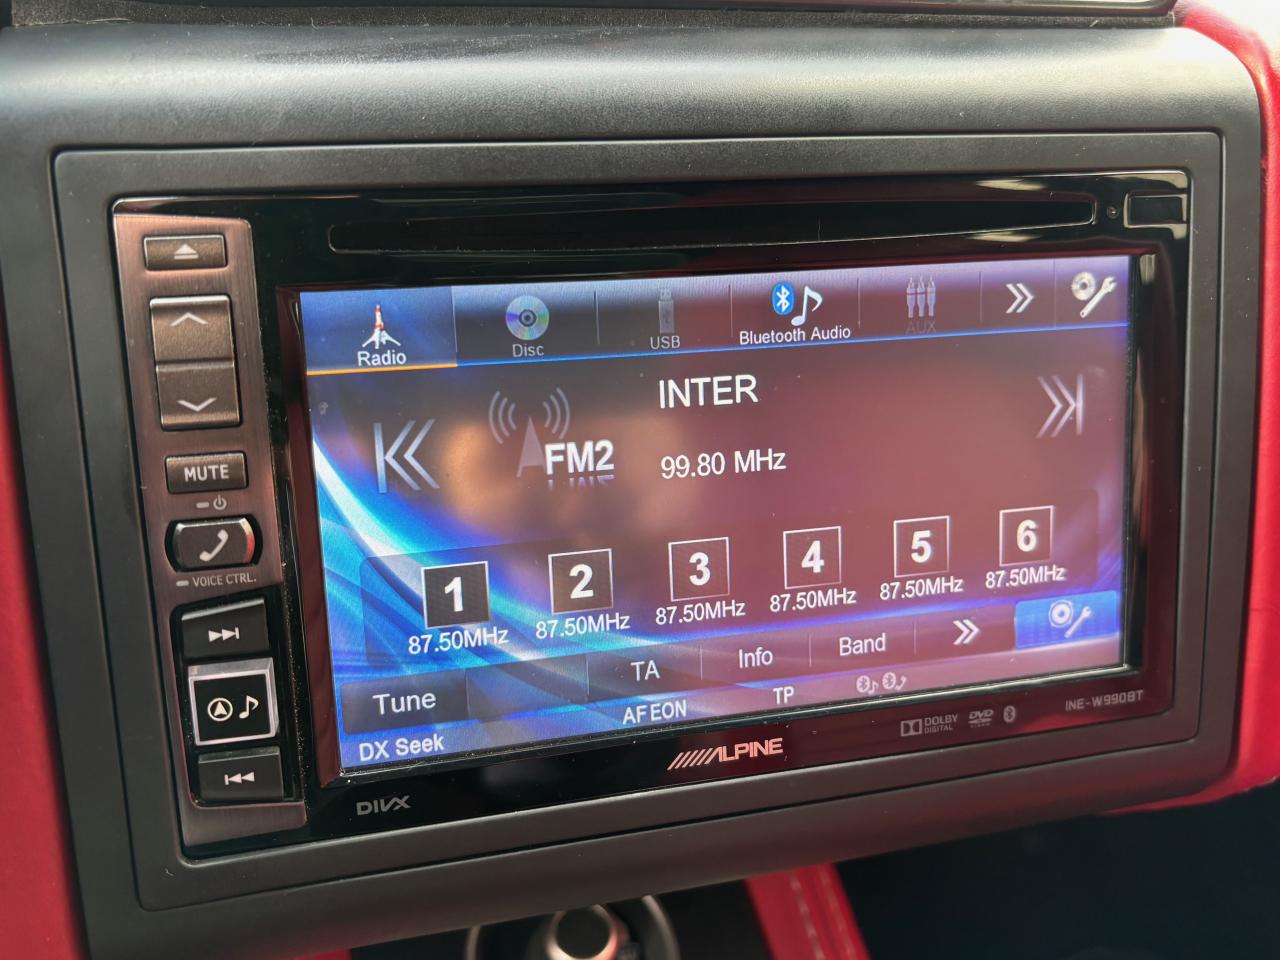 Radio
Disc
USB
Bluetooth Audio
AUX
INTER
FM2
99.80 MHz
MUTE
VOICE CTRL.
1
2
3
4
5
6
87.50MHz
87.50MHz
87.50MHz
87.50MHz
87.50MHz
87.50MHz
Tune
TA
Info
Band
DX Seek
AF EON
TP
ALPINE
DOLBY
DIGITAL
DVD
VIDEO
INE-W990BT
DIVX